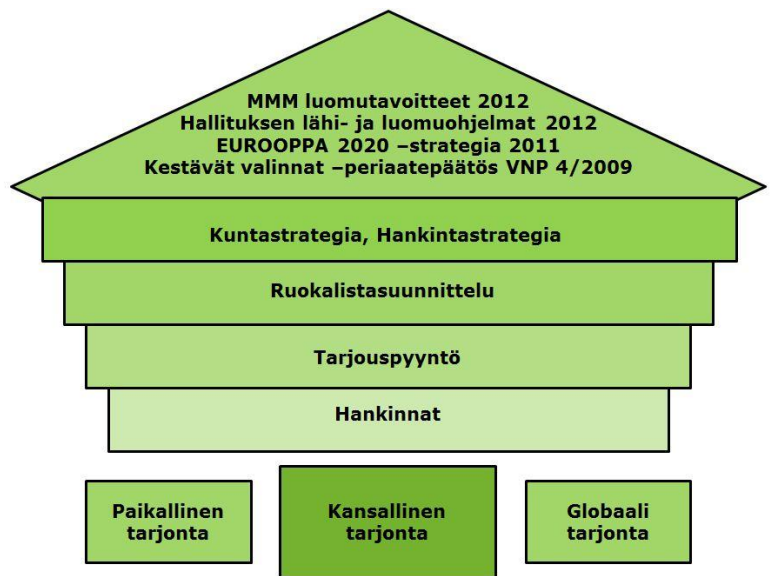 MMM luomutavoitteet 2012
Hallituksen lähi- ja luomuohjelmat 2012
EUROOPPA 2020 –strategia 2011
Kestävät valinnat –periaatepäätös VNP 4/2009
Kuntastrategia, Hankintastrategia
Ruokalistasuunnittelu
Tarjouspyyntö
Hankinnat
Paikallinen
tarjonta
Kansallinen
tarjonta
Globaali
tarjonta